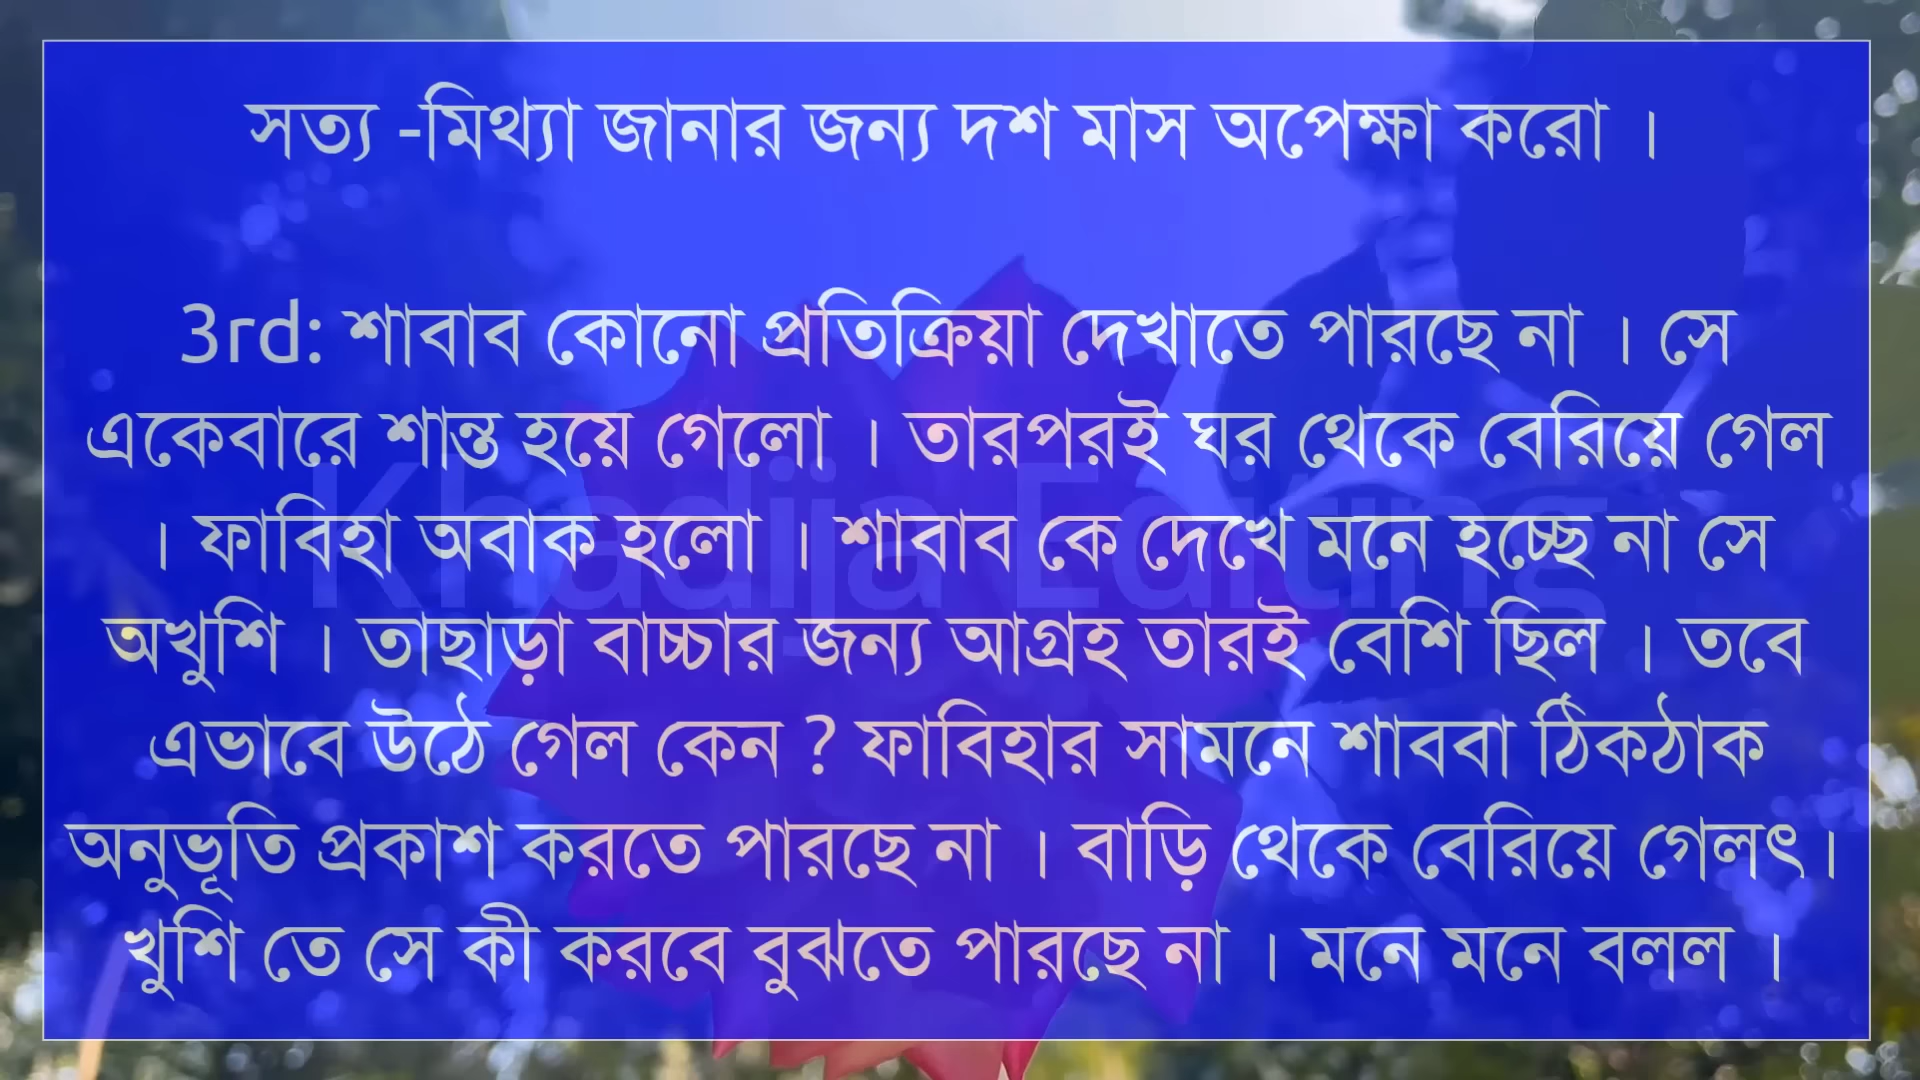 সত্য -মিথ্যা জানার জন্য দশ মাস অপেক্ষা করো ।
3rd: শাবাব কোনো প্রতিক্রিয়া দেখাতে পারছে না । সে
একেবারে শান্ত হয়ে গেলো । তারপরই ঘর থেকে বেরিয়ে গেল
। ফাবিহা অবাক হলো । শাবাব কে দেখে মনে হচ্ছে না সে
অখুশি । তাছাড়া বাচ্চার জন্য আগ্রহ তারই বেশি ছিল । তবে
এভাবে উঠে গেল কেন ? ফাবিহার সামনে শাববা ঠিকঠাক
অনুভূতি প্রকাশ করতে পারছে না । বাড়ি থেকে বেরিয়ে গেলৎ।
খুশি তে সে কী করবে বুঝতে পারছে না । মনে মনে বলল ।
Khadija Editing